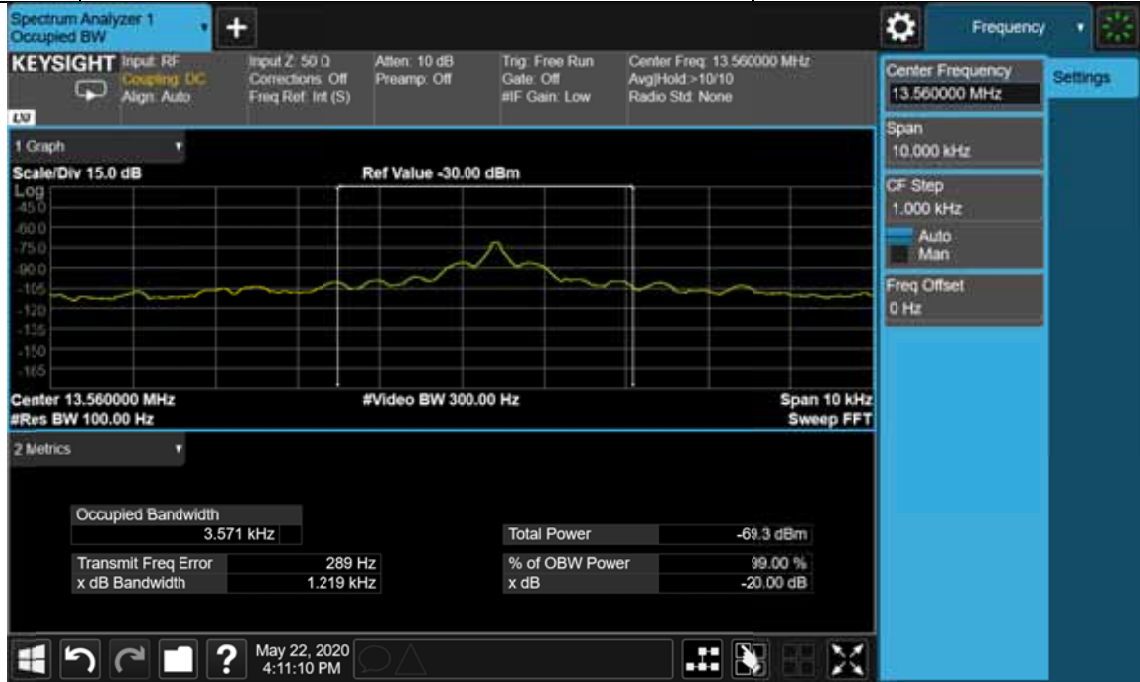 Spectrum Analyzer 1
Occupied BW
Frequency
KEYSIGHT
Input: RF
Coupling: DC
Align: Auto
Input Z: 50 Ω
Corrections: Off
Freq Ref: Int (S)
Atten: 10 dB
Preamp: Off
Trig: Free Run
Gate: Off
#IF Gain: Low
Center Freq: 13.560000 MHz
Avg|Hold:>10/10
Radio Std: None
LXI
Center Frequency
13.560000 MHz
Settings
Span
10.000 kHz
CF Step
1.000 kHz
Auto
Man
Freq Offset
0 Hz
1 Graph
Scale/Div 15.0 dB
Ref Value -30.00 dBm
Log
-45.0
-60.0
-75.0
-90.0
-105
-120
-135
-150
-165
Center 13.560000 MHz
#Video BW 300.00 Hz
Span 10 kHz
#Res BW 100.00 Hz
Sweep FFT
2 Metrics
Occupied Bandwidth
3.571 kHz
Total Power
-69.3 dBm
Transmit Freq Error
289 Hz
% of OBW Power
99.00 %
x dB Bandwidth
1.219 kHz
x dB
-20.00 dB
?
May 22, 2020
4:11:10 PM